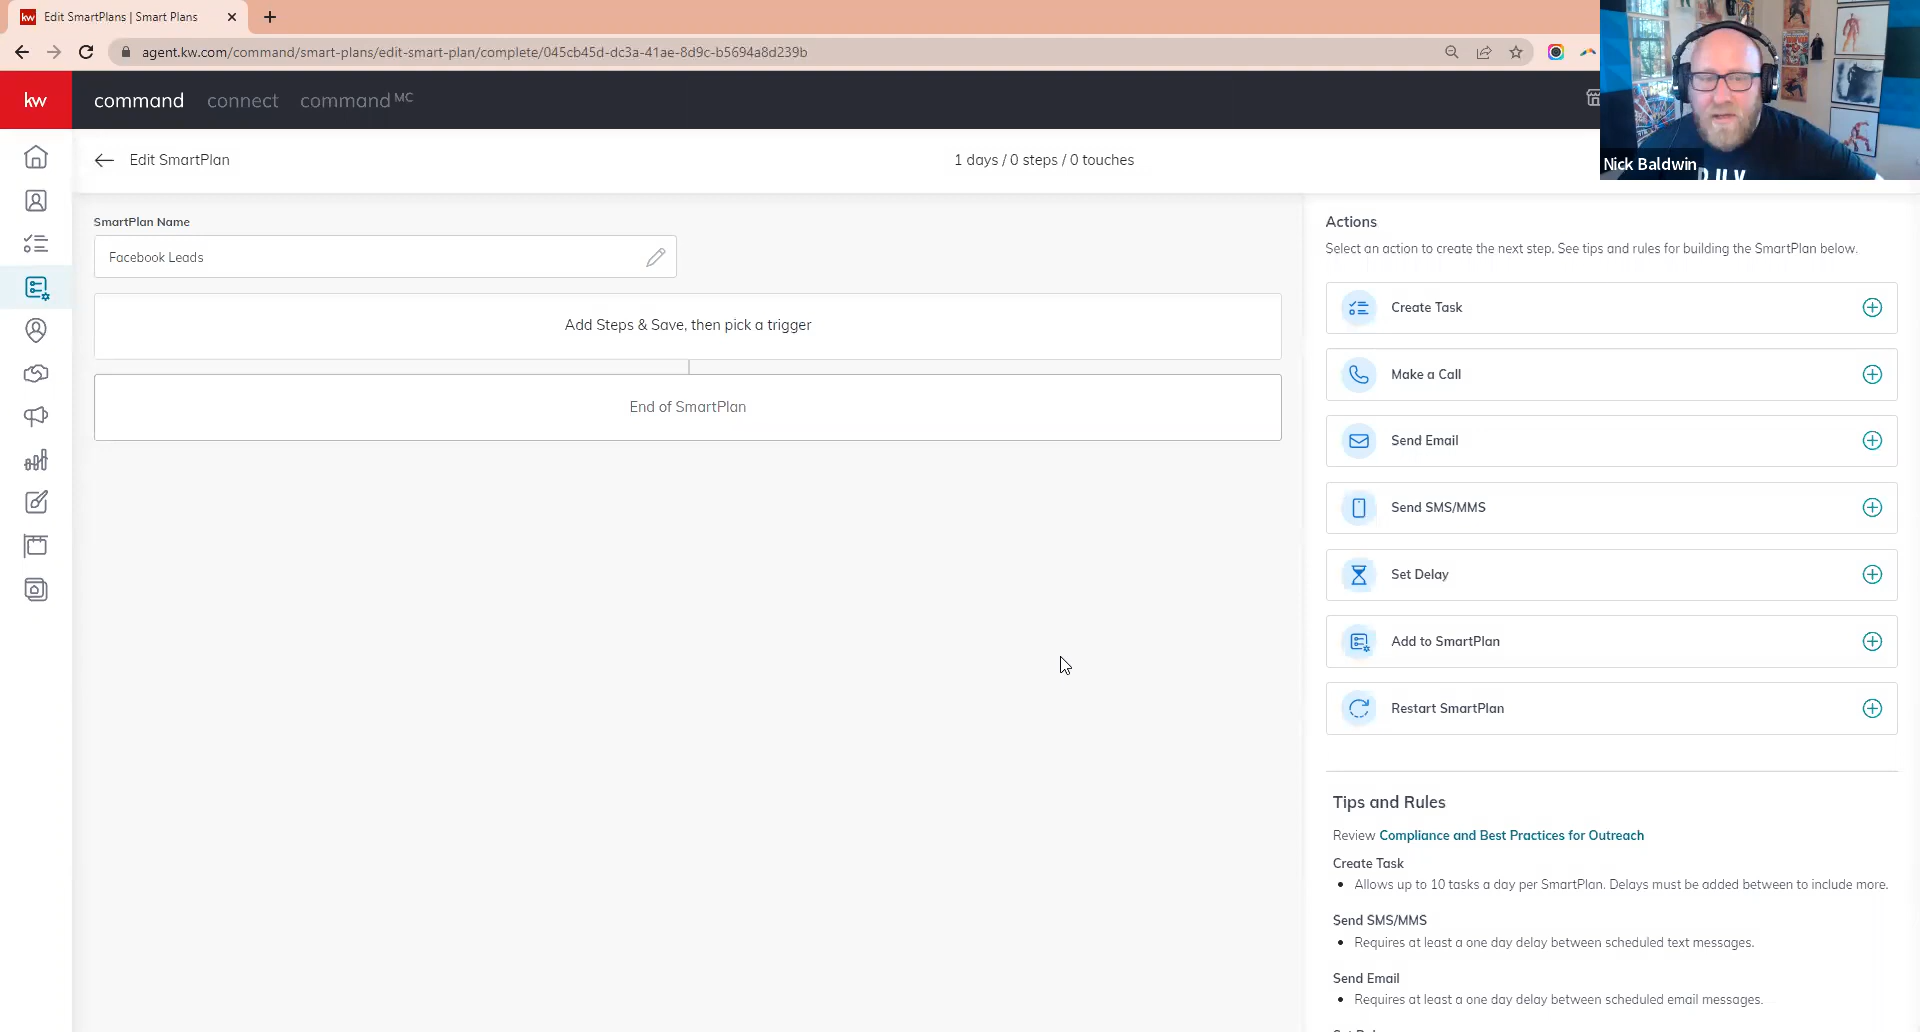 kw Edit SmartPlans | Smart Plans
agent.kw.com/command/smart-plans/edit-smart-plan/complete/045cb45d-dc3a-41ae-8d9c-b5694a8d239b
kw command connect command MC
Nick Baldwin
Edit SmartPlan
1 days / 0 steps / 0 touches
SmartPlan Name
Facebook Leads
Add Steps & Save, then pick a trigger
End of SmartPlan
Actions
Select an action to create the next step. See tips and rules for building the SmartPlan below.
Create Task
Make a Call
Send Email
Send SMS/MMS
Set Delay
Add to SmartPlan
Restart SmartPlan
Tips and Rules
Review Compliance and Best Practices for Outreach
Create Task
• Allows up to 10 tasks a day per SmartPlan. Delays must be added between to include more.
Send SMS/MMS
• Requires at least a one day delay between scheduled text messages.
Send Email
• Requires at least a one day delay between scheduled email messages.